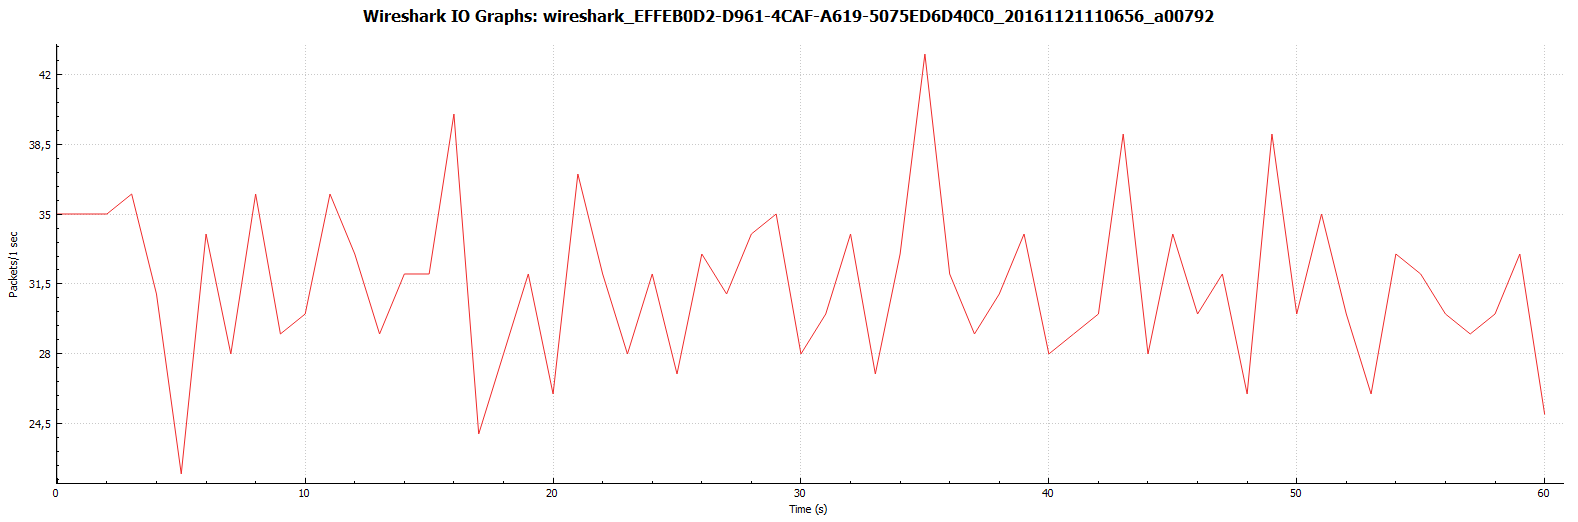 Wireshark IO Graphs: wireshark_EFFEB0D2-D961-4CAF-A619-5075ED6D40C0_20161121110656_a00792
42
38,5
35
31,5
28
24,5
Packets/1 sec
0 10 20 30 40 50 60
Time (s)